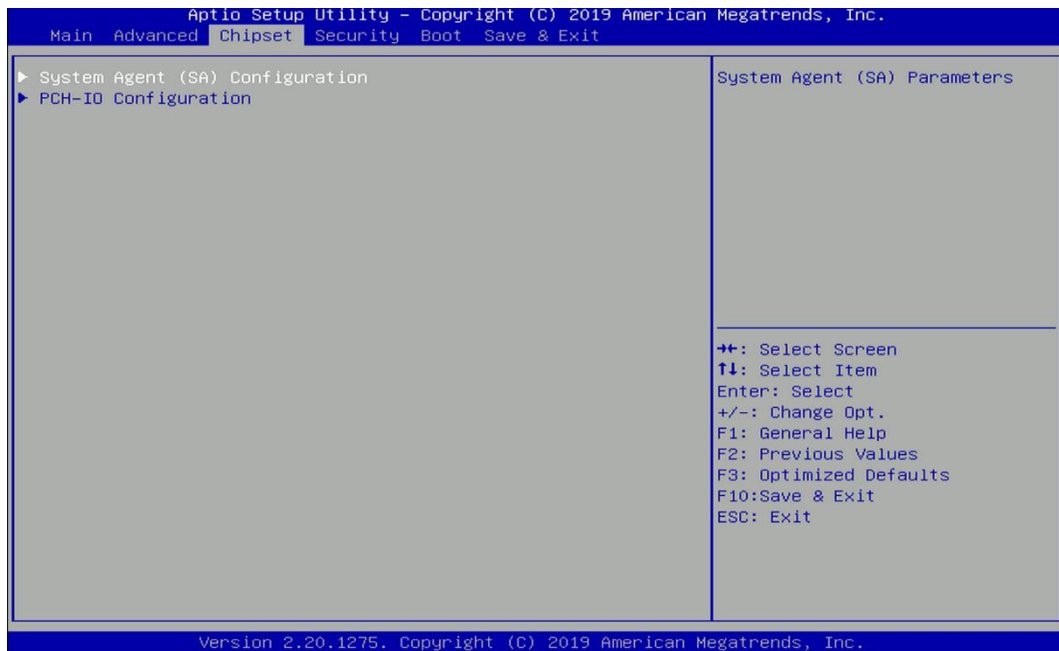 Aptio Setup Utility – Copyright (C) 2019 American Megatrends, Inc.
Main Advanced Chipset Security Boot Save & Exit
▶ System Agent (SA) Configuration
▶ PCH-IO Configuration
System Agent (SA) Parameters
→←: Select Screen
↑↓: Select Item
Enter: Select
+/-: Change Opt.
F1: General Help
F2: Previous Values
F3: Optimized Defaults
F10:Save & Exit
ESC: Exit
Version 2.20.1275. Copyright (C) 2019 American Megatrends, Inc.